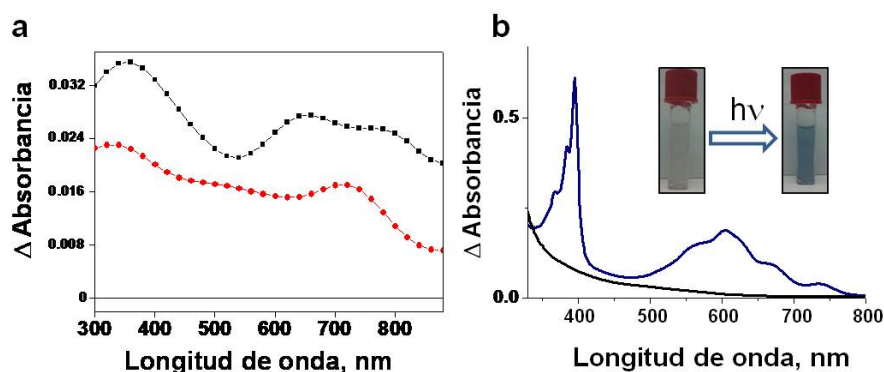 a
0.032
0.024
0.016
0.008
0
Δ Absorbancia
300 400 500 600 700 800
Longitud de onda, nm
b
0.5
0.0
Δ Absorbancia
hν
400 500 600 700 800
Longitud de onda, nm